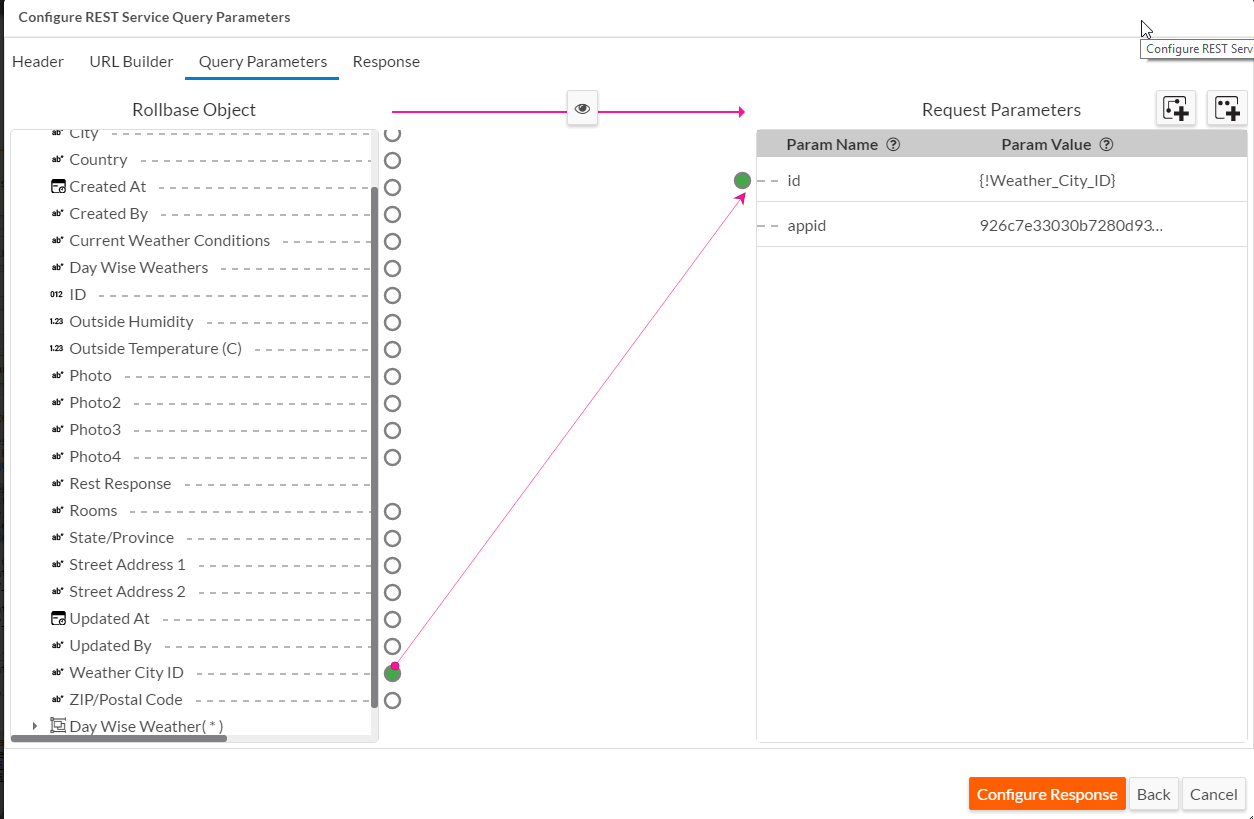 Configure REST Service Query Parameters
Configure REST Serv
Header URL Builder Query Parameters Response
Rollbase Object
Request Parameters
Param Name ? Param Value ?
City
Country
Created At
Created By
Current Weather Conditions
Day Wise Weathers
ID
Outside Humidity
Outside Temperature (C)
Photo
Photo2
Photo3
Photo4
Rest Response
Rooms
State/Province
Street Address 1
Street Address 2
Updated At
Updated By
Weather City ID
ZIP/Postal Code
Day Wise Weather( * )
id {!Weather_City_ID}
appid 926c7e33030b7280d93...
Configure Response Back Cancel